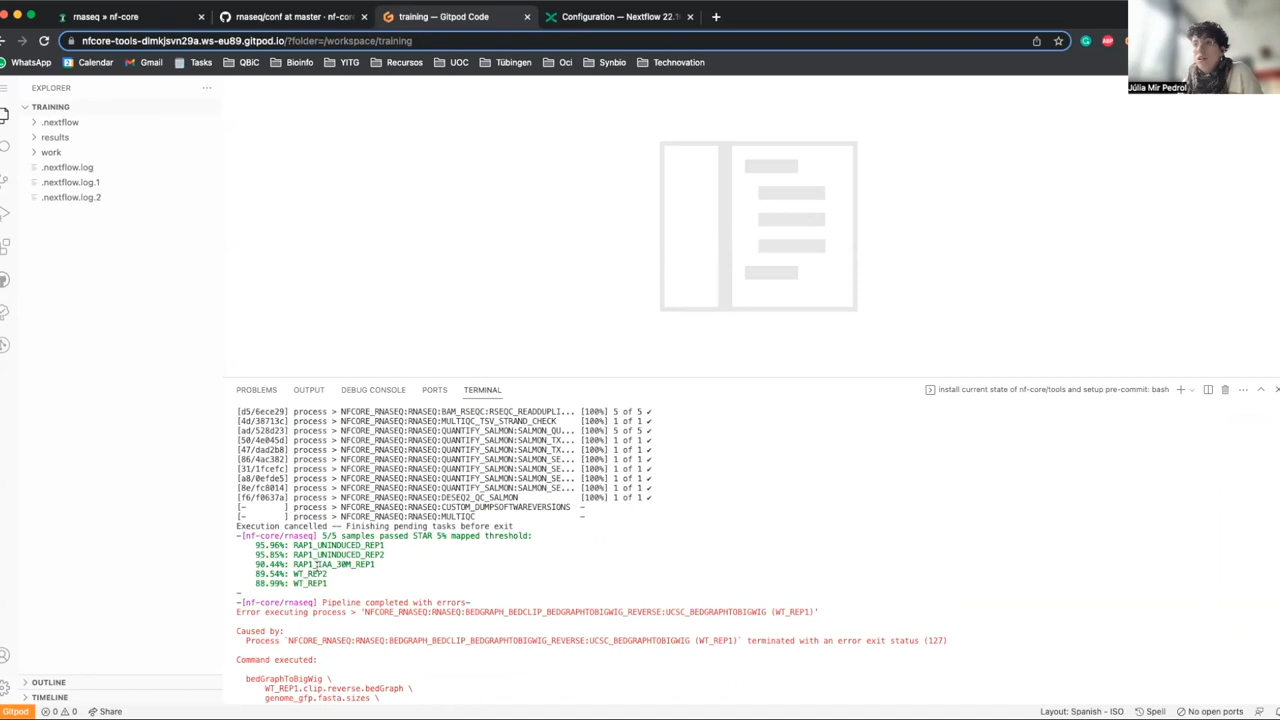 rnaseq » nf-core
rnaseq/conf at master · nf-co
training — Gitpod Code
Configuration — Nextflow 22.1
nfcore-tools-dlmkjsvn29a.ws-eu89.gitpod.io/?folder=/workspace/training
WhatsApp Calendar Gmail Tasks QBiC Bioinfo YITG Recursos UOC Tübingen Oci Synbio Technovation
ABP
Júlia Mir Pedrol
EXPLORER
TRAINING
.nextflow
results
work
.nextflow.log
.nextflow.log.1
.nextflow.log.2
OUTLINE
TIMELINE
PROBLEMS OUTPUT DEBUG CONSOLE PORTS TERMINAL
install current state of nf-core/tools and setup pre-commit: bash
[d5/6ece29] process > NFCORE_RNASEQ:RNASEQ:BAM_RSEQC:RSEQC_READDUPLI... [100%] 5 of 5 ✔
[4d/38713c] process > NFCORE_RNASEQ:RNASEQ:MULTIQC_TSV_STRAND_CHECK [100%] 1 of 1 ✔
[ad/528d23] process > NFCORE_RNASEQ:RNASEQ:QUANTIFY_SALMON:SALMON_QU... [100%] 5 of 5 ✔
[50/4e045d] process > NFCORE_RNASEQ:RNASEQ:QUANTIFY_SALMON:SALMON_TX... [100%] 1 of 1 ✔
[47/dad2b8] process > NFCORE_RNASEQ:RNASEQ:QUANTIFY_SALMON:SALMON_TX... [100%] 1 of 1 ✔
[86/4ac382] process > NFCORE_RNASEQ:RNASEQ:QUANTIFY_SALMON:SALMON_SE... [100%] 1 of 1 ✔
[31/1fcefc] process > NFCORE_RNASEQ:RNASEQ:QUANTIFY_SALMON:SALMON_SE... [100%] 1 of 1 ✔
[a8/0efde5] process > NFCORE_RNASEQ:RNASEQ:QUANTIFY_SALMON:SALMON_SE... [100%] 1 of 1 ✔
[8e/fc8014] process > NFCORE_RNASEQ:RNASEQ:QUANTIFY_SALMON:SALMON_SE... [100%] 1 of 1 ✔
[f6/f0637a] process > NFCORE_RNASEQ:RNASEQ:DESEQ2_QC_SALMON [100%] 1 of 1 ✔
[- ] process > NFCORE_RNASEQ:RNASEQ:CUSTOM_DUMPSOFTWAREVERSIONS -
[- ] process > NFCORE_RNASEQ:RNASEQ:MULTIQC -
Execution cancelled -- Finishing pending tasks before exit
-[nf-core/rnaseq] 5/5 samples passed STAR 5% mapped threshold:
95.96%: RAP1_UNINDUCED_REP1
95.85%: RAP1_UNINDUCED_REP2
90.44%: RAP1_IAA_30M_REP1
89.54%: WT_REP2
88.99%: WT_REP1
-
-[nf-core/rnaseq] Pipeline completed with errors-
Error executing process > 'NFCORE_RNASEQ:RNASEQ:BEDGRAPH_BEDCLIP_BEDGRAPHTOBIGWIG_REVERSE:UCSC_BEDGRAPHTOBIGWIG (WT_REP1)'
Caused by:
Process `NFCORE_RNASEQ:RNASEQ:BEDGRAPH_BEDCLIP_BEDGRAPHTOBIGWIG_REVERSE:UCSC_BEDGRAPHTOBIGWIG (WT_REP1)` terminated with an error exit status (127)
Command executed:
bedGraphToBigWig \
WT_REP1.clip.reverse.bedGraph \
genome_gfp.fasta.sizes \
Gitpod 0 0 Share Layout: Spanish - ISO Spell No open ports